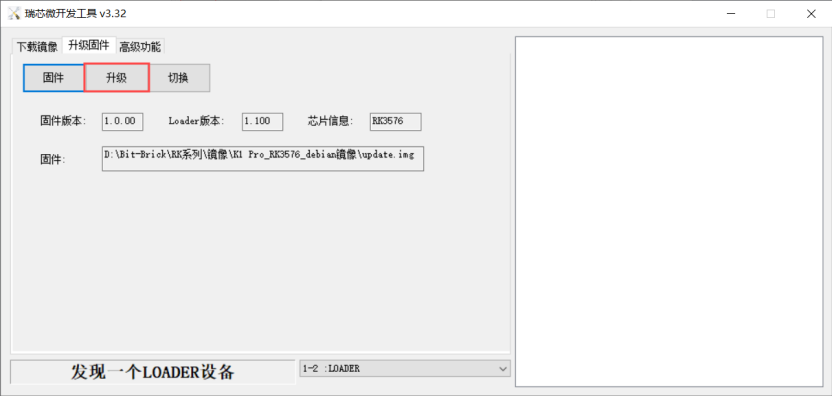 瑞芯微开发工具 v3.32
下载镜像 升级固件 高级功能
固件 升级 切换
固件版本: 1.0.00 Loader版本: 1.100 芯片信息: RK3576
固件: D:\Bit-Brick\RK系列\镜像\K1 Pro_RK3576_debian镜像\update.img
发现一个LOADER设备 1-2 :LOADER